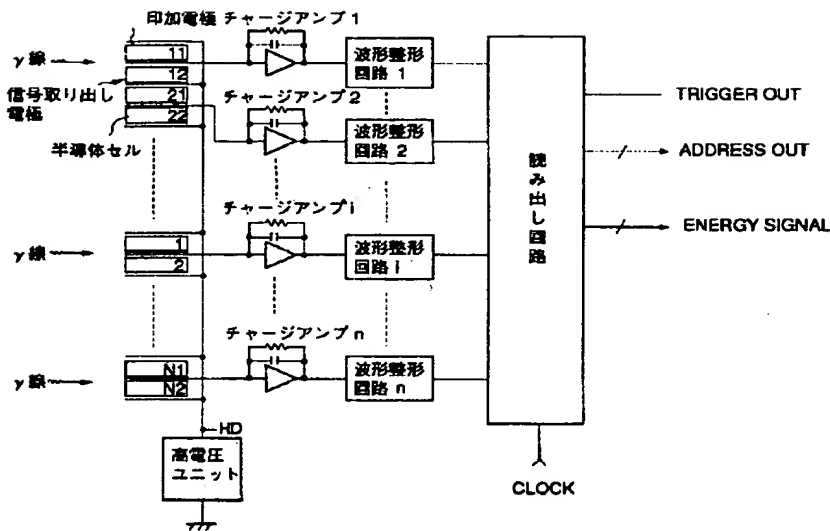 印加電極
チャージアンプ1
γ線
11
12
21
22
信号取り出し
電極
半導体セル
波形整形
回路 1
チャージアンプ2
波形整形
回路 2
チャージアンプi
γ線
1
2
波形整形
回路 i
チャージアンプn
γ線
N1
N2
波形整形
回路 n
読み出し回路
TRIGGER OUT
ADDRESS OUT
ENERGY SIGNAL
CLOCK
HD
高電圧
ユニット